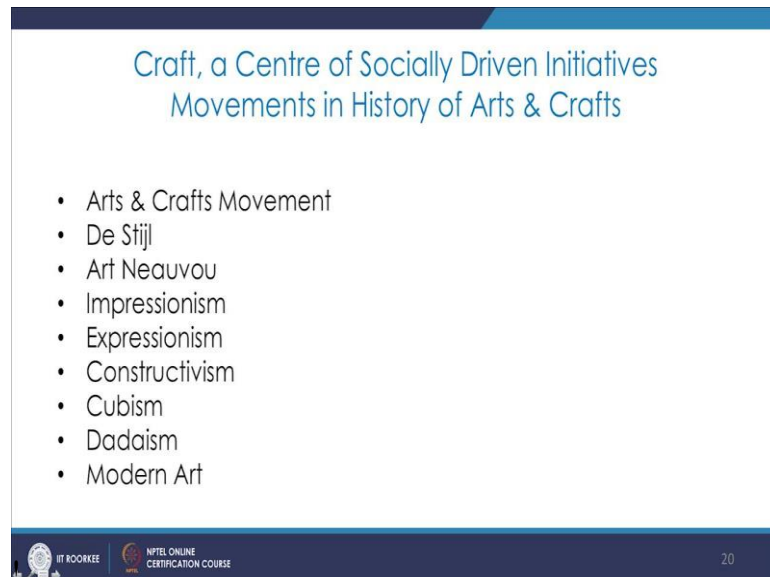 Craft, a Centre of Socially Driven Initiatives
Movements in History of Arts & Crafts
• Arts & Crafts Movement
• De Stijl
• Art Neauvou
• Impressionism
• Expressionism
• Constructivism
• Cubism
• Dadaism
• Modern Art
IIT ROORKEE
NPTEL ONLINE
CERTIFICATION COURSE
20